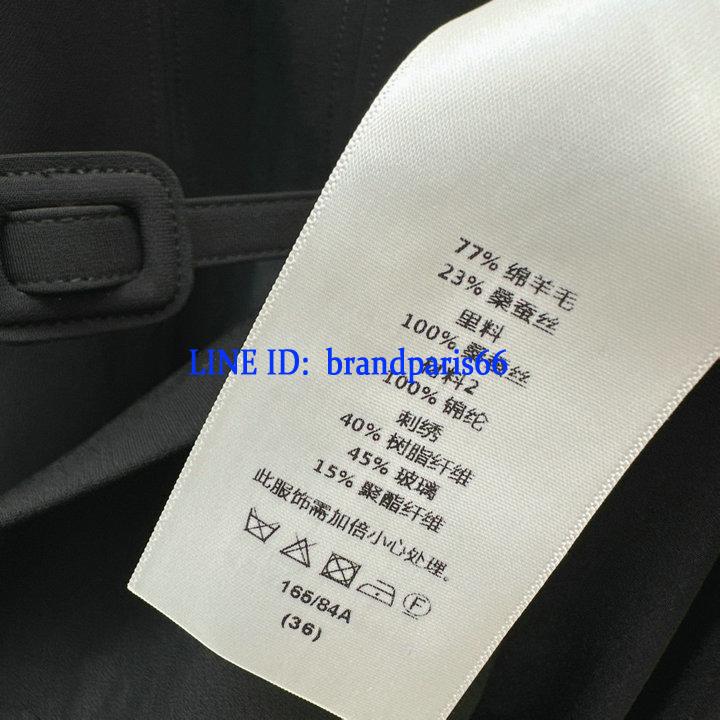 77% 绵羊毛
23% 桑蚕丝
里料
100% 桑蚕丝
LINE ID: brandparis66
料2
100% 锦纶
刺绣
40% 树脂纤维
45% 玻璃
15% 聚酯纤维
此服饰需加倍小心处理。
F
165/84A
(36)